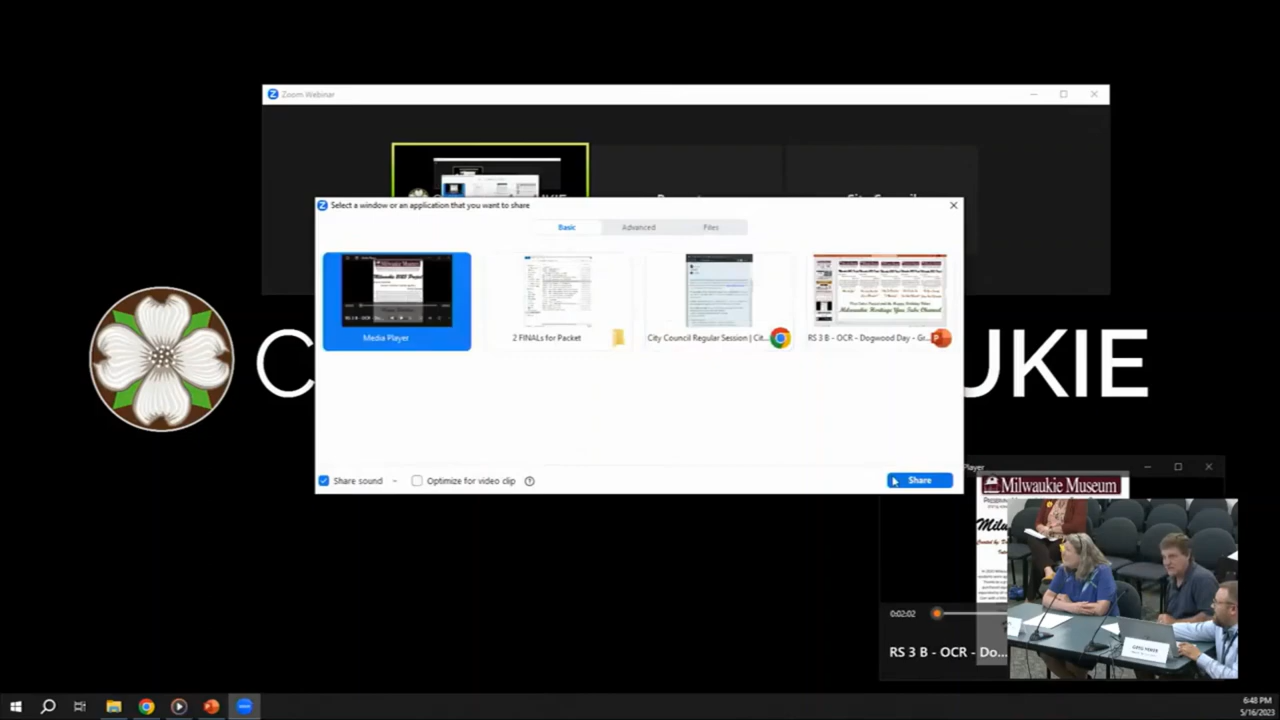 Zoom Webinar
Select a window or an application that you want to share
Basic
Advanced
Files
Milwaukie Museum
Media Player
2 FINALs for Packet
City Council Regular Session | Cit...
RS 3 B - OCR - Dogwood Day - Gr...
C
UKIE
Share sound
Optimize for video clip
Share
Player
Milwaukie Museum
0:02:02
RS 3 B - OCR - Do...
6:48 PM
5/16/2023